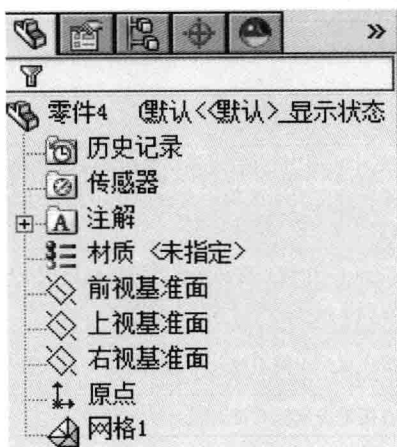 »
零件4 (默认<<默认>_显示状态
历史记录
传感器
A 注解
材质 <未指定>
前视基准面
上视基准面
右视基准面
原点
网格1